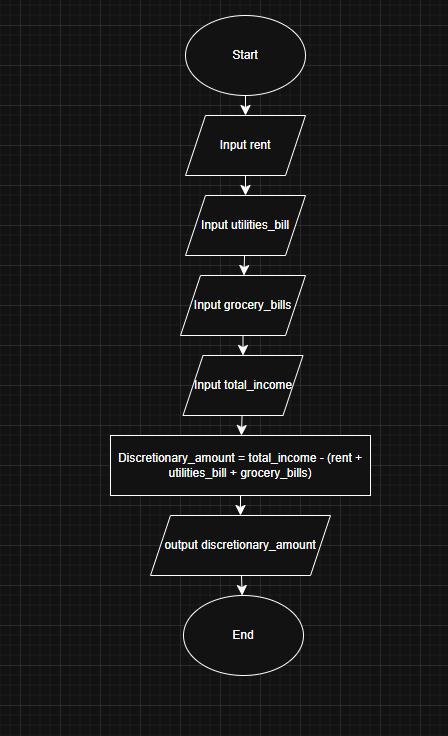 Start
Input rent
Input utilities_bill
Input grocery_bills
Input total_income
Discretionary_amount = total_income - (rent +
utilities_bill + grocery_bills)
output discretionary_amount
End